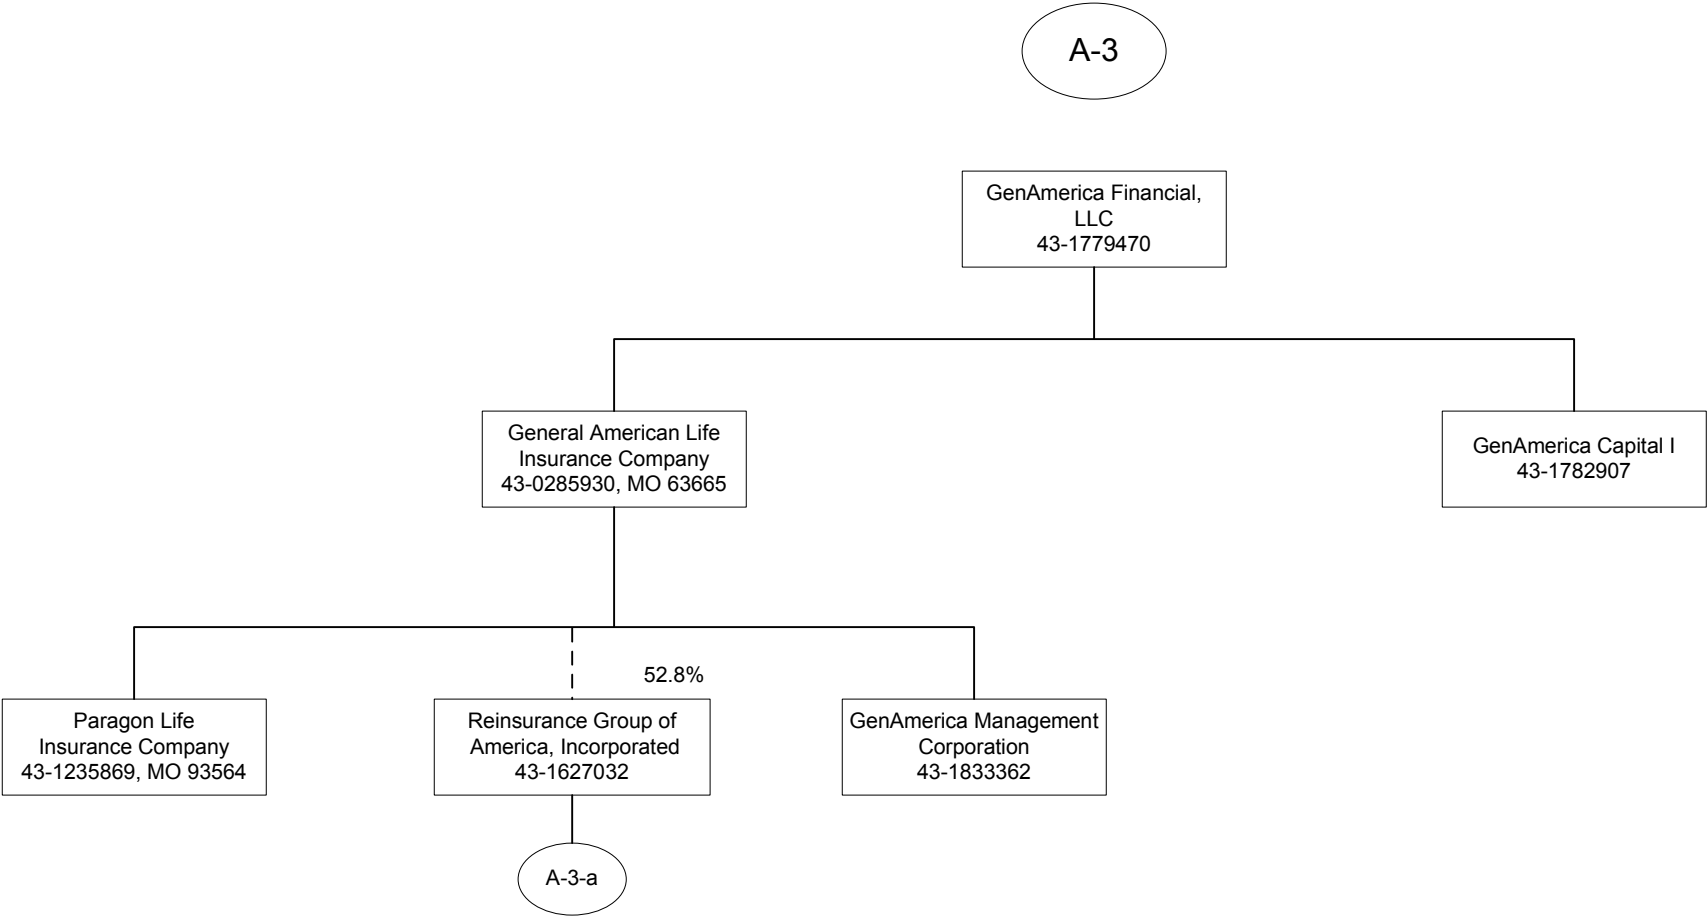 A-3
GenAmerica Financial,
LLC
43-1779470
General American Life
Insurance Company
43-0285930, MO 63665
GenAmerica Capital I
43-1782907
52.8%
Paragon Life
Insurance Company
43-1235869, MO 93564
Reinsurance Group of
America, Incorporated
43-1627032
GenAmerica Management
Corporation
43-1833362
A-3-a